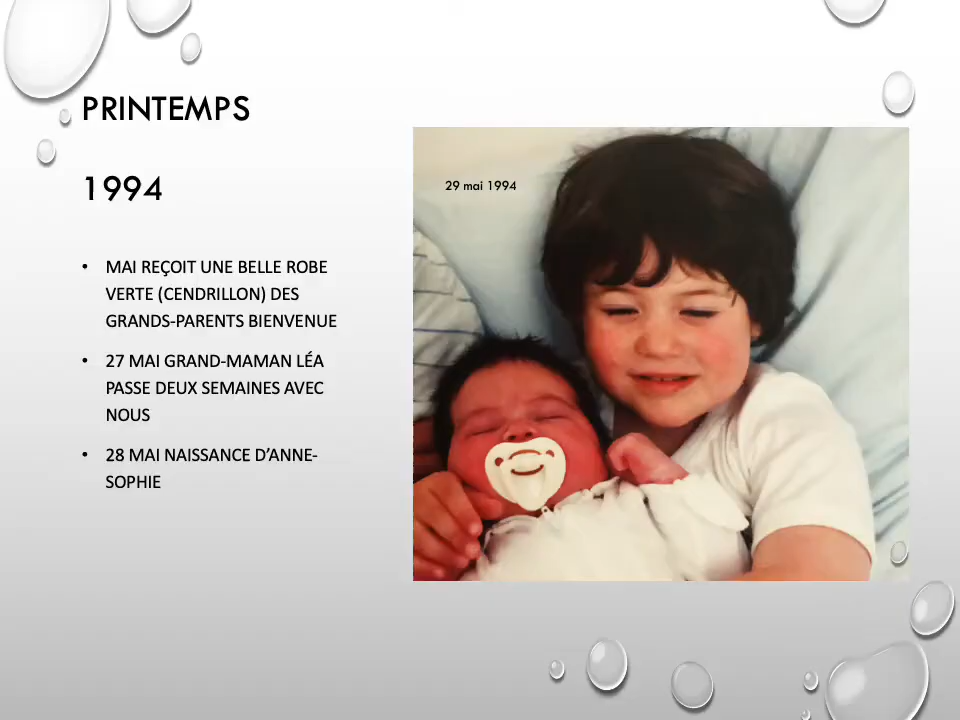 PRINTEMPS
1994
29 mai 1994
• MAI REÇOIT UNE BELLE ROBE
VERTE (CENDRILLON) DES
GRANDS-PARENTS BIENVENUE
• 27 MAI GRAND-MAMAN LÉA
PASSE DEUX SEMAINES AVEC
NOUS
• 28 MAI NAISSANCE D’ANNE-
SOPHIE